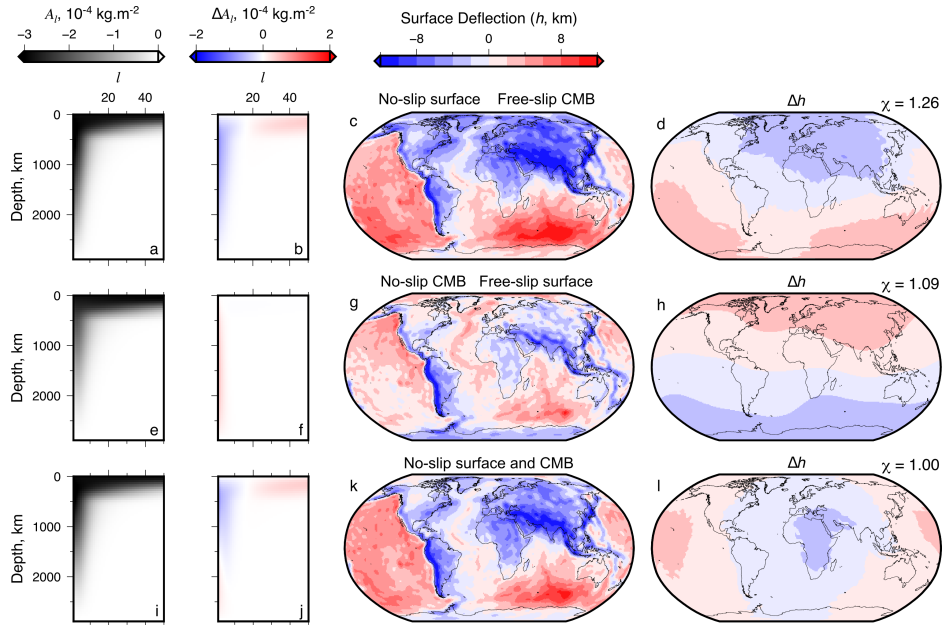 A_l, 10^-4 kg.m^-2
ΔA_l, 10^-4 kg.m^-2
Surface Deflection (h, km)
−3 −2 −1 0
−2 0 2
−8 0 8
l
l
20 40
20 40
No-slip surface Free-slip CMB
Δh
χ = 1.26
0
1000
2000
Depth, km
a
b
c
d
No-slip CMB Free-slip surface
Δh
χ = 1.09
0
1000
2000
Depth, km
e
f
g
h
No-slip surface and CMB
Δh
χ = 1.00
0
1000
2000
Depth, km
i
j
k
l